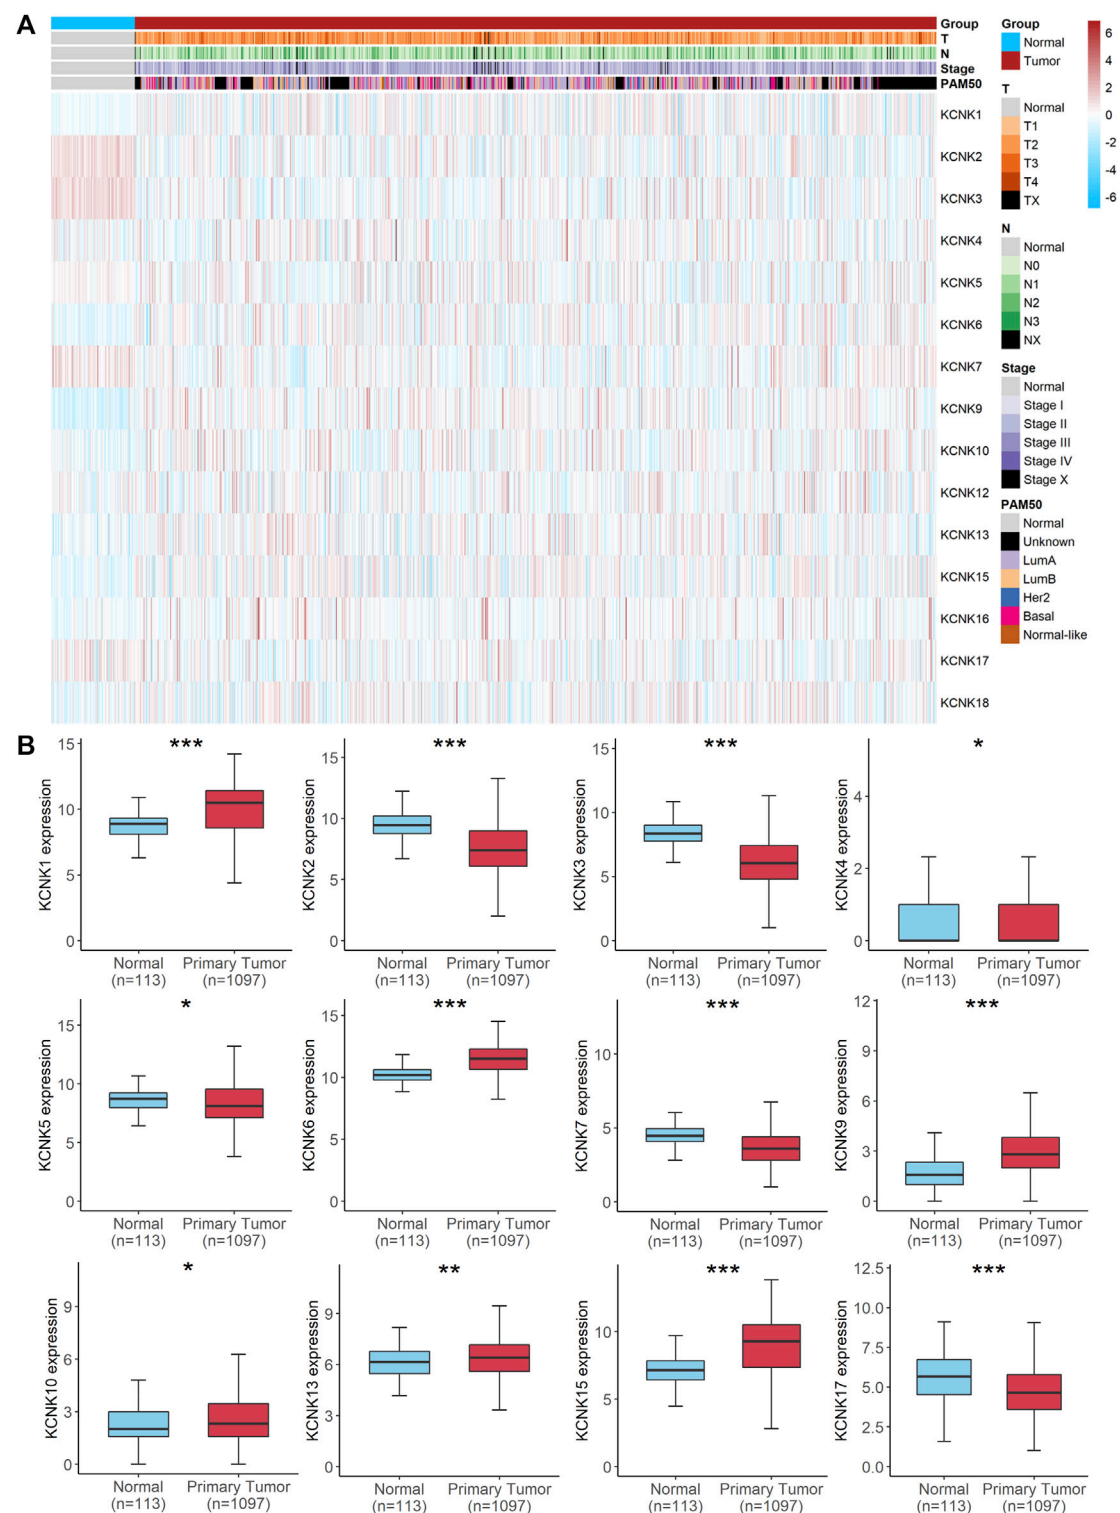 A
Group
T
N
Stage
PAM50
KCNK1
KCNK2
KCNK3
KCNK4
KCNK5
KCNK6
KCNK7
KCNK9
KCNK10
KCNK12
KCNK13
KCNK15
KCNK16
KCNK17
KCNK18
Group
Normal
Tumor
T
Normal
T1
T2
T3
T4
TX
N
Normal
N0
N1
N2
N3
NX
Stage
Normal
Stage I
Stage II
Stage III
Stage IV
Stage X
PAM50
Normal
Unknown
LumA
LumB
Her2
Basal
Normal-like
6
4
2
0
-2
-4
-6
B
***
KCNK1 expression
15
10
5
0
Normal
(n=113)
Primary Tumor
(n=1097)
***
KCNK2 expression
15
10
5
0
Normal
(n=113)
Primary Tumor
(n=1097)
***
KCNK3 expression
15
10
5
0
Normal
(n=113)
Primary Tumor
(n=1097)
*
KCNK4 expression
4
2
0
Normal
(n=113)
Primary Tumor
(n=1097)
*
KCNK5 expression
15
10
5
0
Normal
(n=113)
Primary Tumor
(n=1097)
***
KCNK6 expression
15
10
5
0
Normal
(n=113)
Primary Tumor
(n=1097)
***
KCNK7 expression
10
5
0
Normal
(n=113)
Primary Tumor
(n=1097)
***
KCNK9 expression
12
9
6
3
0
Normal
(n=113)
Primary Tumor
(n=1097)
*
KCNK10 expression
9
6
3
0
Normal
(n=113)
Primary Tumor
(n=1097)
**
KCNK13 expression
9
6
3
0
Normal
(n=113)
Primary Tumor
(n=1097)
***
KCNK15 expression
10
5
0
Normal
(n=113)
Primary Tumor
(n=1097)
***
KCNK17 expression
12.5
10.0
7.5
5.0
2.5
0.0
Normal
(n=113)
Primary Tumor
(n=1097)